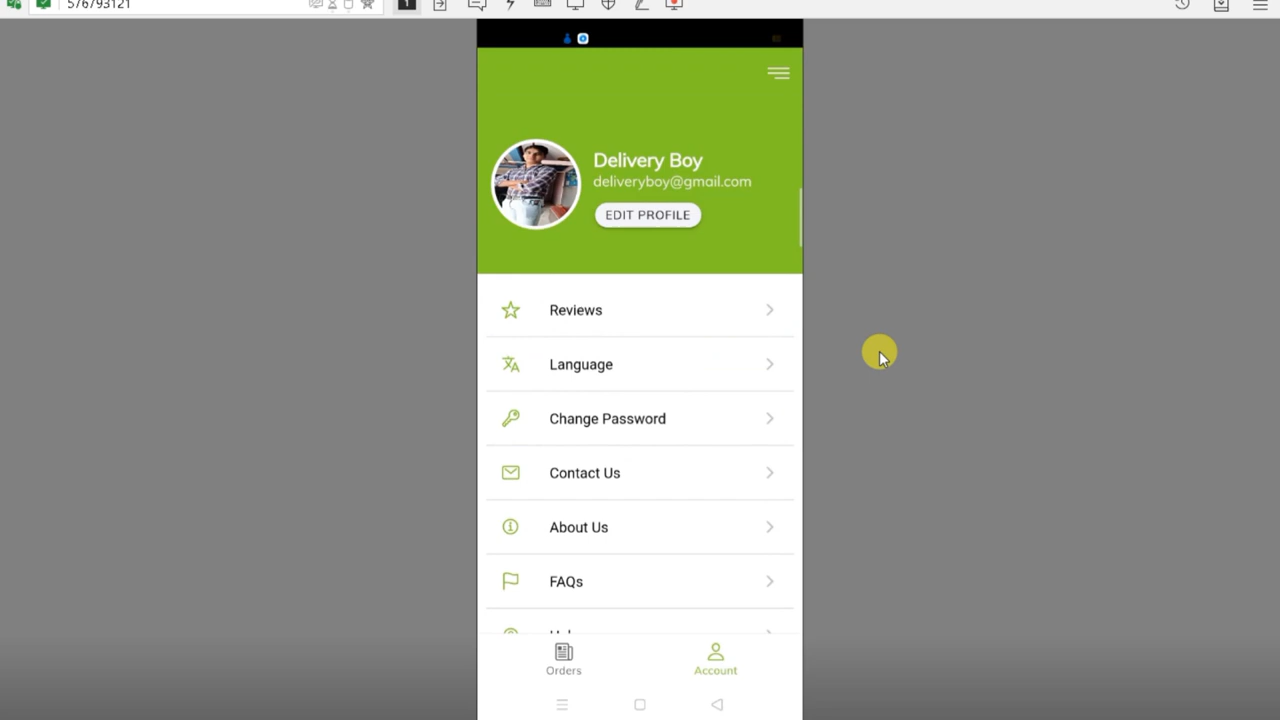 576793121
1
Delivery Boy
deliveryboy@gmail.com
EDIT PROFILE
Reviews
Language
Change Password
Contact Us
About Us
FAQs
Orders
Account